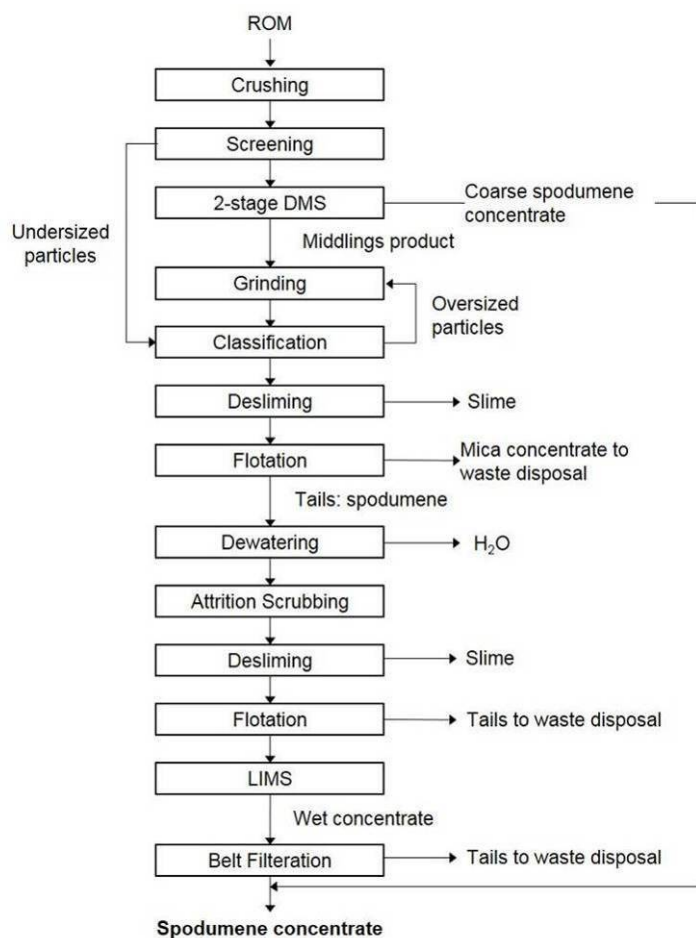 ROM
Crushing
Screening
2-stage DMS
Coarse spodumene
concentrate
Undersized
particles
Middlings product
Grinding
Oversized
particles
Classification
Desliming
Slime
Flotation
Mica concentrate to
waste disposal
Tails: spodumene
Dewatering
H₂O
Attrition Scrubbing
Desliming
Slime
Flotation
Tails to waste disposal
LIMS
Wet concentrate
Belt Filteration
Tails to waste disposal
Spodumene concentrate